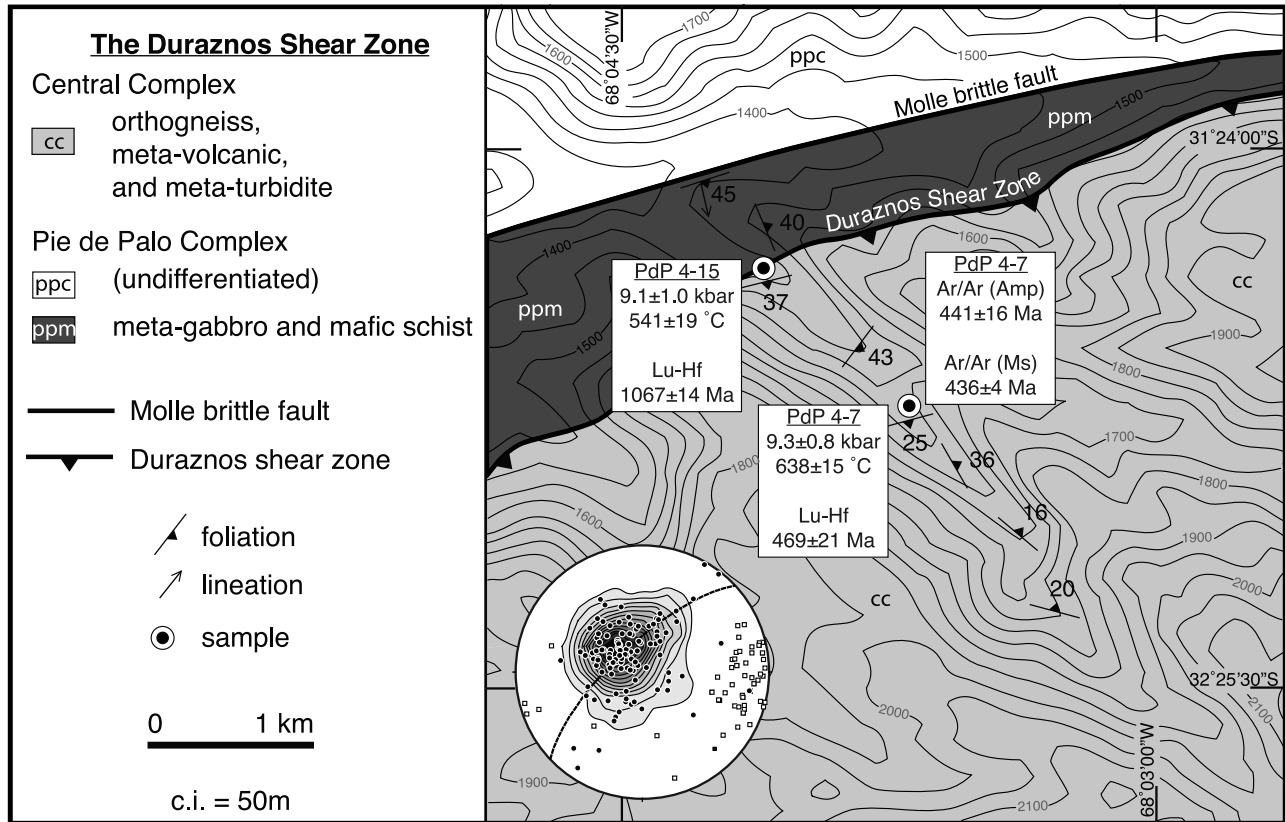 The Duraznos Shear Zone
Central Complex
cc
orthogneiss,
meta-volcanic,
and meta-turbidite
Pie de Palo Complex
ppc
(undifferentiated)
ppm
meta-gabbro and mafic schist
Molle brittle fault
Duraznos shear zone
foliation
lineation
sample
0 1 km
c.i. = 50m
1700
1600
68˚04'30"W
ppc
1500
1400
Molle brittle fault
1500
ppm
31˚24'00"S
45
40
Duraznos Shear Zone
1400
1600
PdP 4-15
9.1±1.0 kbar
541±19 ˚C
Lu-Hf
1067±14 Ma
37
PdP 4-7
Ar/Ar (Amp)
441±16 Ma
Ar/Ar (Ms)
436±4 Ma
cc
ppm
1500
43
1900
1800
PdP 4-7
9.3±0.8 kbar
638±15 ˚C
Lu-Hf
469±21 Ma
25
36
1700
1800
1800
16
1600
1900
20
2000
cc
32˚25'30"S
2100
2000
68˚03'00"W
1900
2100